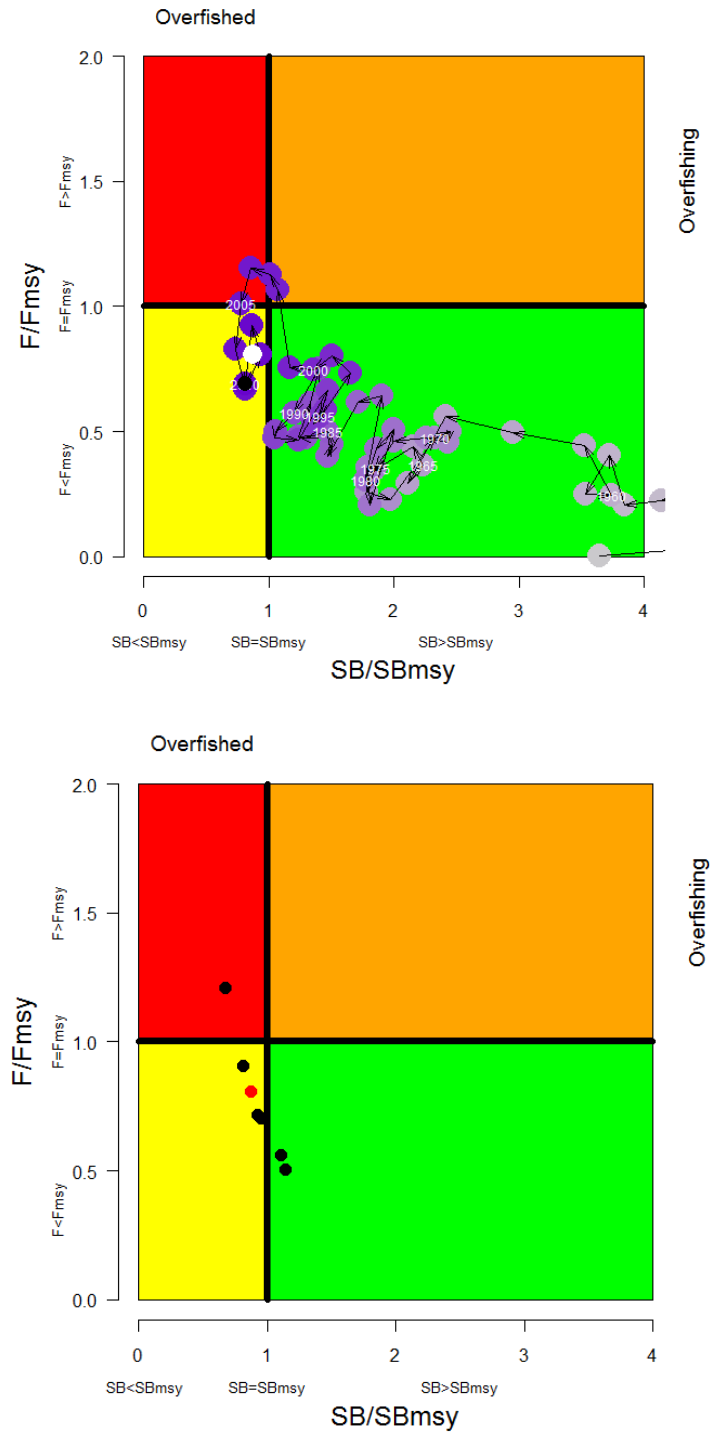 Overfished
2.0
1.5
1.0
0.5
0.0
F>Fmsy
F=Fmsy
F<Fmsy
F/Fmsy
Overfishing
2005
2000
1990
1995
1985
1970
1965
1975
1980
1960
0
1
2
3
4
SB<SBmsy
SB=SBmsy
SB>SBmsy
SB/SBmsy
Overfished
2.0
1.5
1.0
0.5
0.0
F>Fmsy
F=Fmsy
F<Fmsy
F/Fmsy
Overfishing
0
1
2
3
4
SB<SBmsy
SB=SBmsy
SB>SBmsy
SB/SBmsy